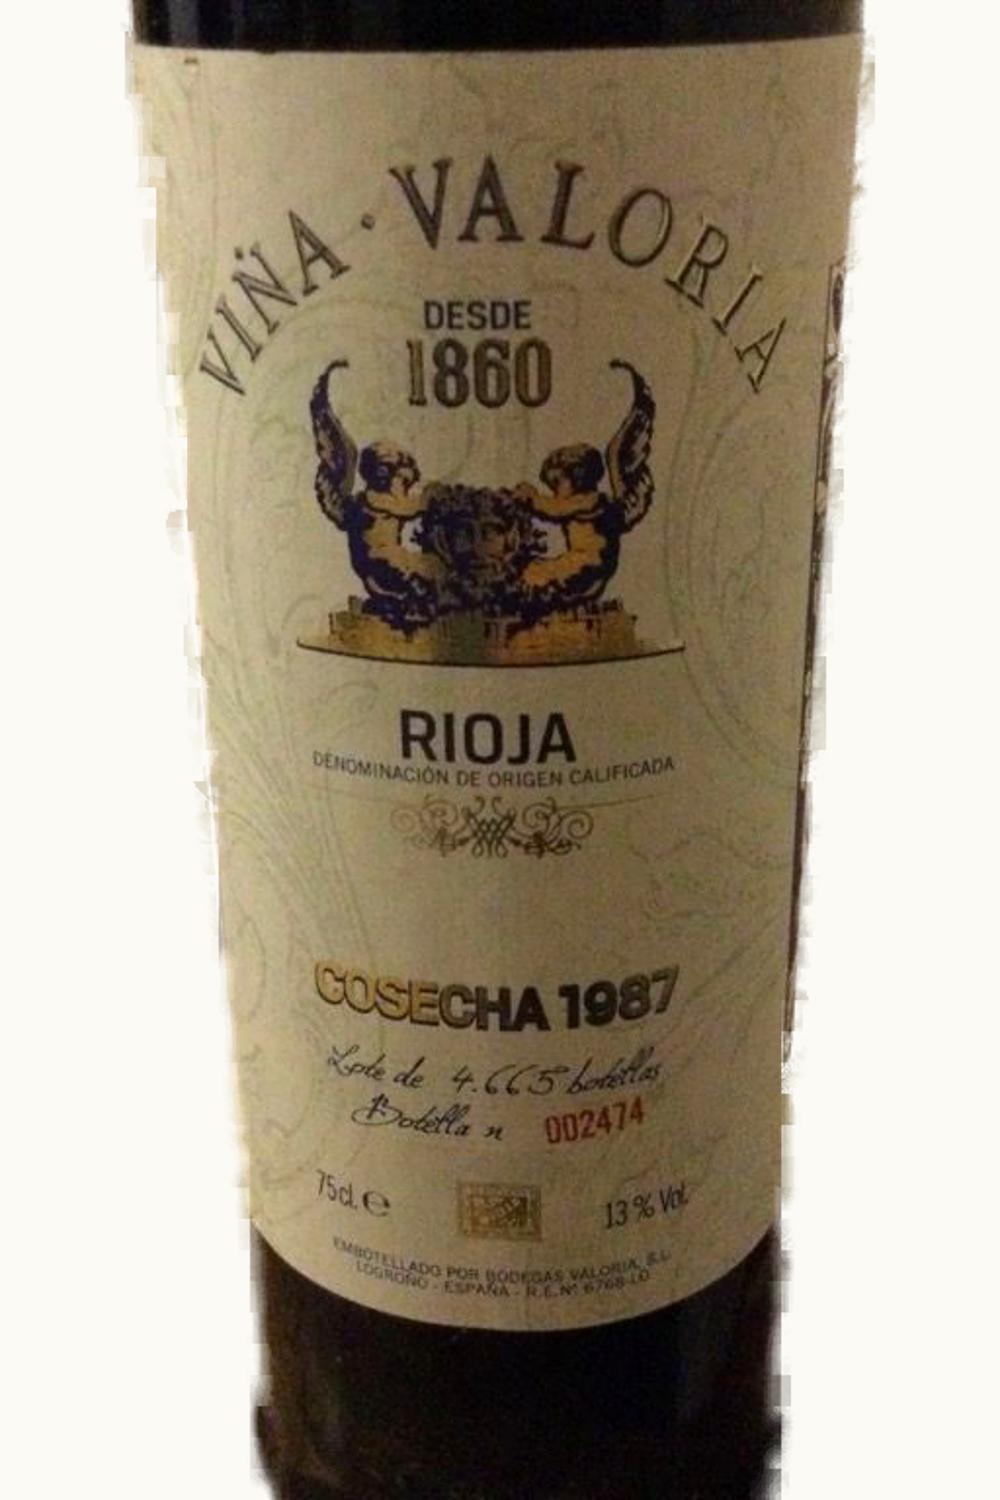 VIÑA · VALORIA
DESDE
1860
RIOJA
DENOMINACIÓN DE ORIGEN CALIFICADA
COSECHA 1987
Lote de 4.665 botellas
Botella n 002474
75cl. e
13% Vol.
EMBOTELLADO POR BODEGAS VALORIA, S.L.
LOGROÑO - ESPAÑA - R.E.Nº 6768-LO